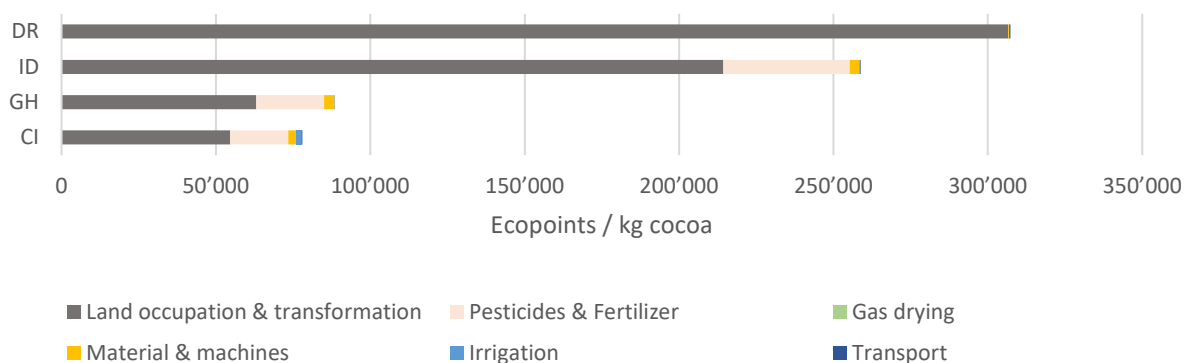 DR
ID
GH
CI
0 50’000 100’000 150’000 200’000 250’000 300’000 350’000
Ecopoints / kg cocoa
Land occupation & transformation Pesticides & Fertilizer Gas drying
Material & machines Irrigation Transport